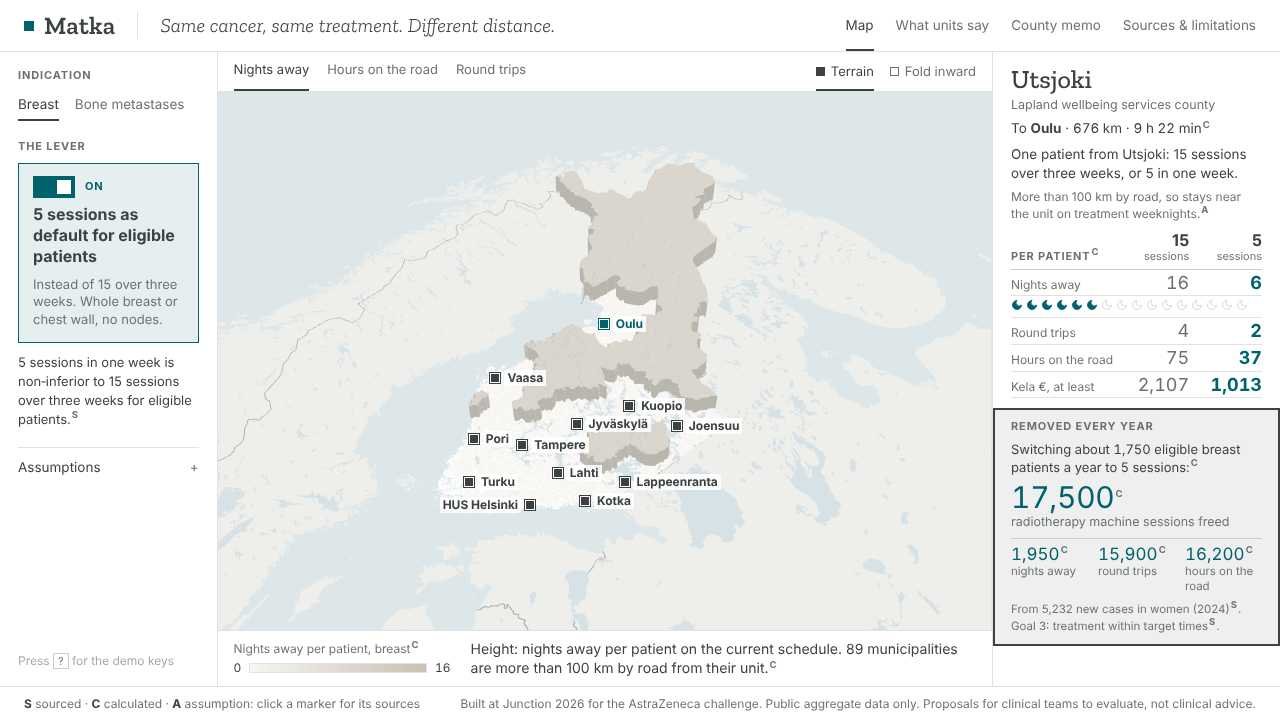 Matka
Same cancer, same treatment. Different distance.
Map
What units say
County memo
Sources & limitations
INDICATION
Breast
Bone metastases
THE LEVER
ON
5 sessions as
default for eligible
patients
Instead of 15 over three
weeks. Whole breast or
chest wall, no nodes.
5 sessions in one week is
non-inferior to 15 sessions
over three weeks for eligible
patients.S
Assumptions +
Press ? for the demo keys
Nights away
Hours on the road
Round trips
Terrain
Fold inward
Oulu
Vaasa
Kuopio
Jyväskylä
Joensuu
Pori
Tampere
Lahti
Turku
Lappeenranta
HUS Helsinki
Kotka
Nights away per patient, breastC
0 16
Height: nights away per patient on the current schedule. 89 municipalities
are more than 100 km by road from their unit.C
Utsjoki
Lapland wellbeing services county
To Oulu · 676 km · 9 h 22 minC
One patient from Utsjoki: 15 sessions
over three weeks, or 5 in one week.
More than 100 km by road, so stays near
the unit on treatment weeknights.A
15 5
PER PATIENTC sessions sessions
Nights away 16 6
Round trips 4 2
Hours on the road 75 37
Kela €, at least 2,107 1,013
REMOVED EVERY YEAR
Switching about 1,750 eligible breast
patients a year to 5 sessions:C
17,500C
radiotherapy machine sessions freed
1,950C 15,900C 16,200C
nights away round trips hours on the
road
From 5,232 new cases in women (2024)S.
Goal 3: treatment within target timesS.
S sourced · C calculated · A assumption: click a marker for its sources
Built at Junction 2026 for the AstraZeneca challenge. Public aggregate data only. Proposals for clinical teams to evaluate, not clinical advice.